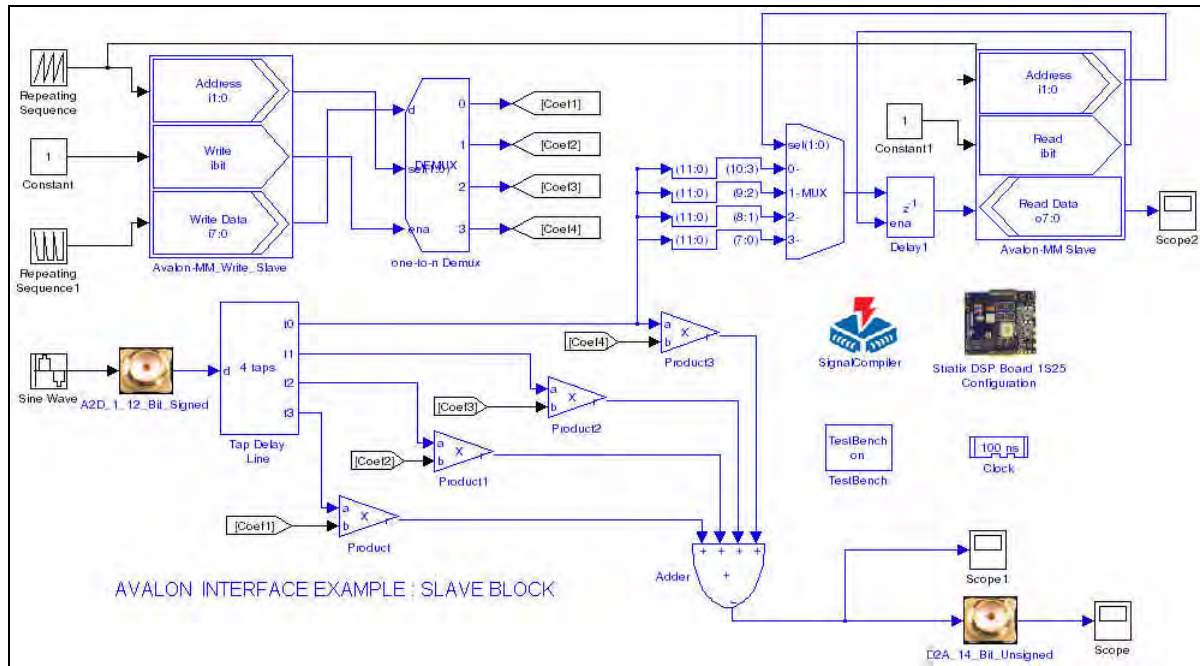 Repeating
Sequence
1
Constant
Repeating
Sequence1
Address
i1:0
Write
ibit
Write Data
i7:0
Avalon-MM_Write_Slave
d
sel(1:0)
ena
DEMUX
0
1
2
3
one-to-n Demux
[Coef1]
[Coef2]
[Coef3]
[Coef4]
(11:0) (10:3)
(11:0) (9:2)
(11:0) (8:1)
(11:0) (7:0)
sel(1:0)
0-
1- MUX
2-
3-
z-1
ena
Delay1
1
Constant1
Address
i1:0
Read
ibit
Read Data
o7:0
Avalon-MM Slave
Scope2
Sine Wave
A2D_1_12_Bit_Signed
d
4 taps
t0
t1
t2
t3
Tap Delay
Line
[Coef4]
a
b
X
r
Product3
[Coef3]
a
b
X
r
Product2
[Coef2]
a
b
X
r
Product1
[Coef1]
a
b
X
r
Product
SignalCompiler
Stratix DSP Board 1S25
Configuration
TestBench
on
TestBench
100 ns
Clock
+ + + +
+
Adder
Scope1
D2A_14_Bit_Unsigned
Scope
AVALON INTERFACE EXAMPLE : SLAVE BLOCK